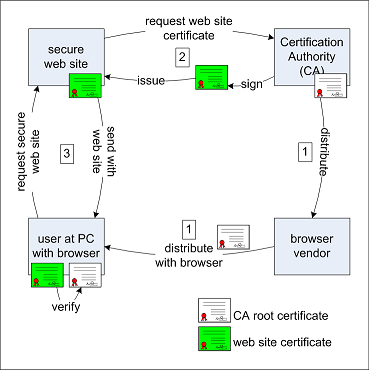 request web site
certificate
secure
web site
Certification
Authority
(CA)
2
issue
sign
request secure
web site
3
send with
web site
1
distribute
1
distribute
with browser
user at PC
with browser
browser
vendor
verify
CA root certificate
web site certificate